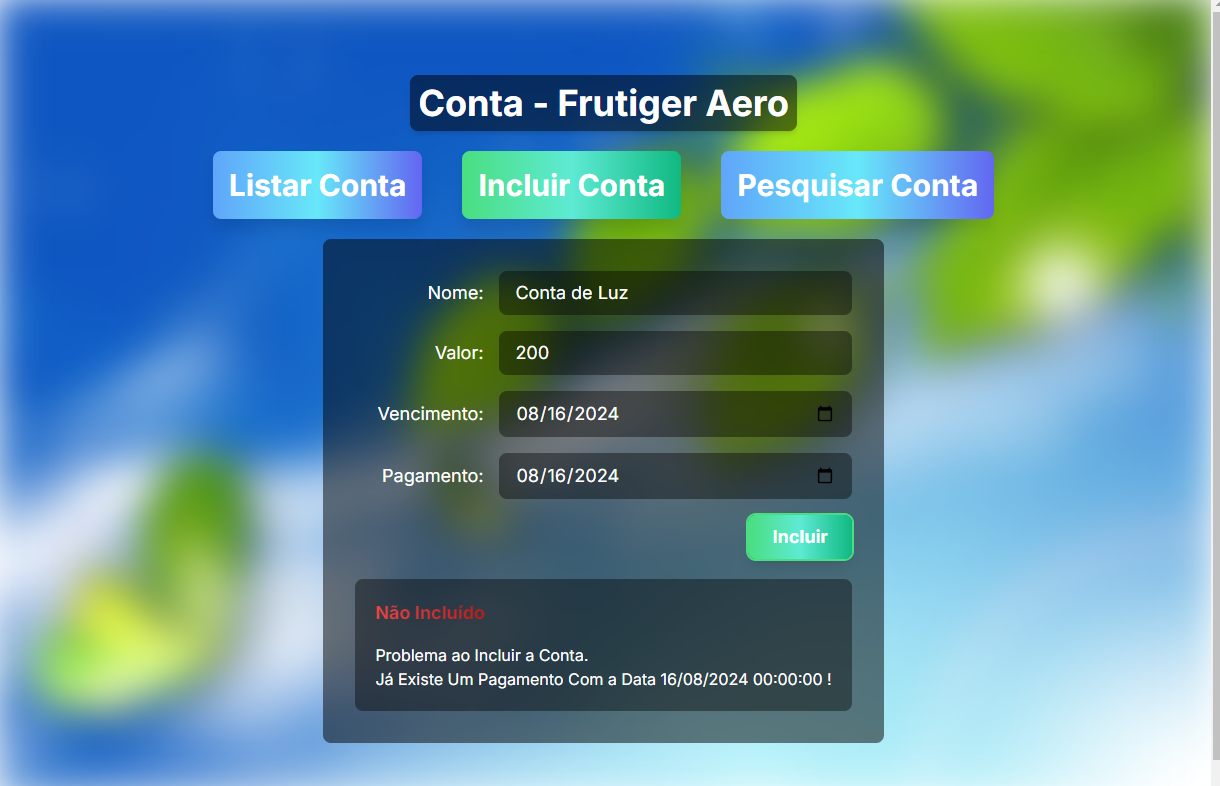 Conta - Frutiger Aero
Listar Conta Incluir Conta Pesquisar Conta
Nome: Conta de Luz
Valor: 200
Vencimento: 08/16/2024
Pagamento: 08/16/2024
Incluir
Não Incluído
Problema ao Incluir a Conta.
Já Existe Um Pagamento Com a Data 16/08/2024 00:00:00 !